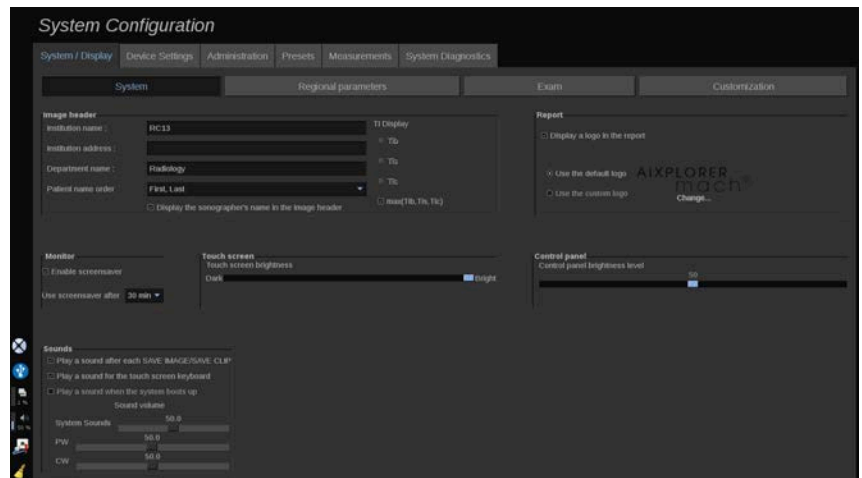 System Configuration
System / Display Device Settings Administration Presets Measurements System Diagnostics
System Regional parameters Exam Customization
Image header
Institution name : RC13
Institution address :
Department name : Radiology
Patient name order First, Last
Display the sonographer's name in the image header
TI Display
TIb
TIs
TIc
max(TIb, TIs, TIc)
Report
Display a logo in the report
Use the default logo AIXPLORER mach
Use the custom logo Change...
Monitor
Enable screensaver
Use screensaver after 30 min
Touch screen
Touch screen brightness
Dark Bright
Control panel
Control panel brightness level
50
Sounds
Play a sound after each SAVE IMAGE/SAVE CLIP
Play a sound for the touch screen keyboard
Play a sound when the system boots up
Sound volume
System Sounds 50.0
PW 50.0
CW 50.0